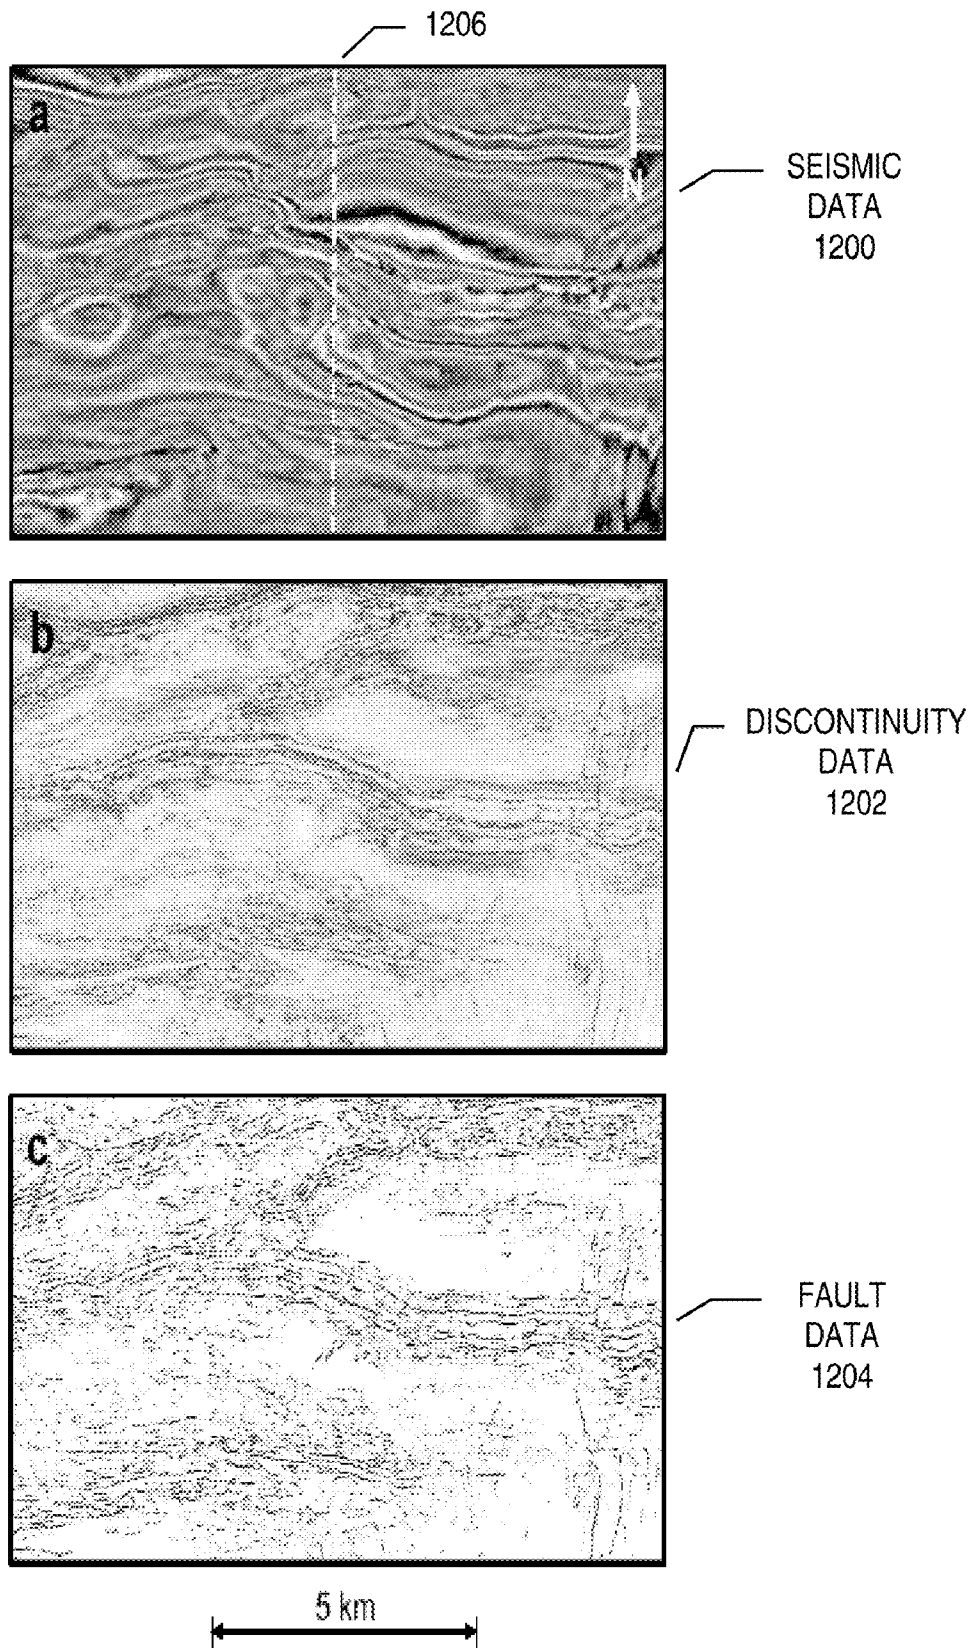 1206
a
N
SEISMIC
DATA
1200
b
DISCONTINUITY
DATA
1202
c
FAULT
DATA
1204
5 km